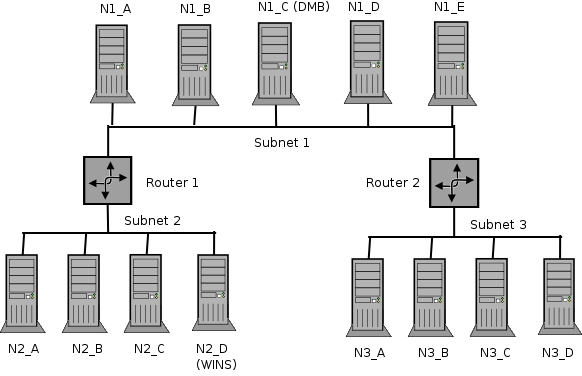 N1_A
N1_B
N1_C (DMB)
N1_D
N1_E
Subnet 1
Router 1
Router 2
Subnet 2
Subnet 3
N2_A
N2_B
N2_C
N2_D
(WINS)
N3_A
N3_B
N3_C
N3_D